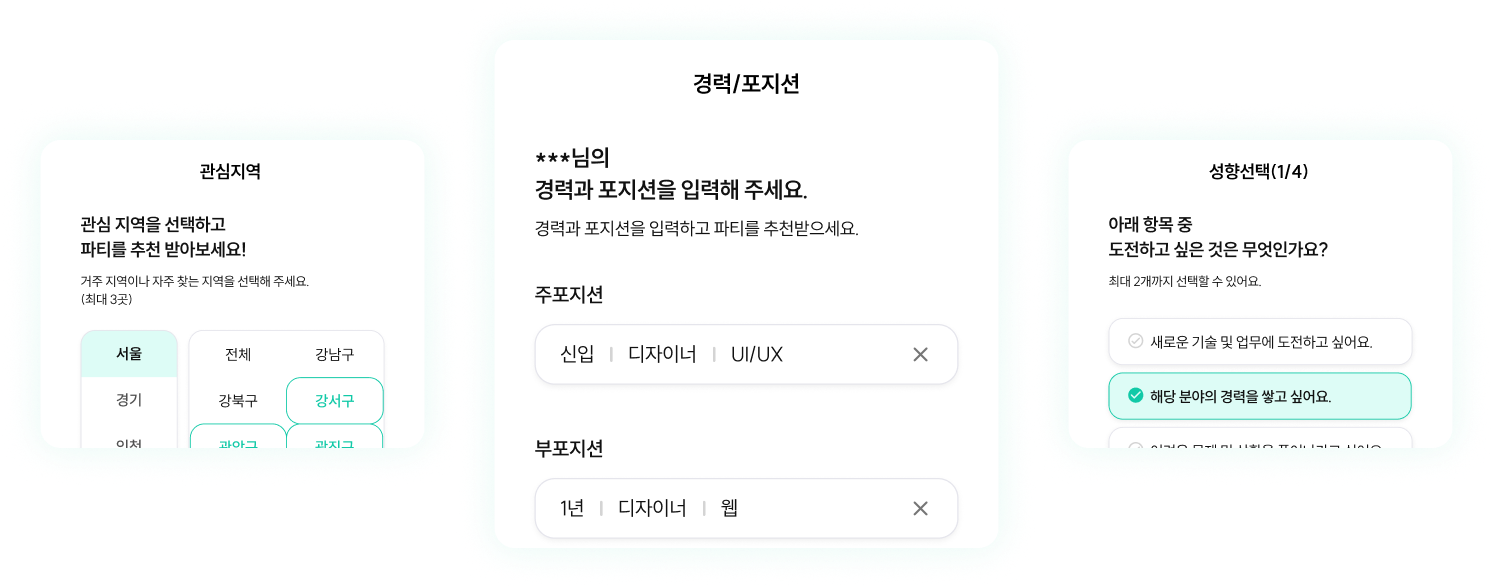 관심지역
관심 지역을 선택하고
파티를 추천 받아보세요!
거주 지역이나 자주 찾는 지역을 선택해 주세요.
(최대 3곳)
서울 전체 강남구
경기 강북구 강서구
인천 관악구 광진구
경력/포지션
***님의
경력과 포지션을 입력해 주세요.
경력과 포지션을 입력하고 파티를 추천받으세요.
주포지션
신입 | 디자이너 | UI/UX
부포지션
1년 | 디자이너 | 웹
성향선택(1/4)
아래 항목 중
도전하고 싶은 것은 무엇인가요?
최대 2개까지 선택할 수 있어요.
새로운 기술 및 업무에 도전하고 싶어요.
해당 분야의 경력을 쌓고 싶어요.